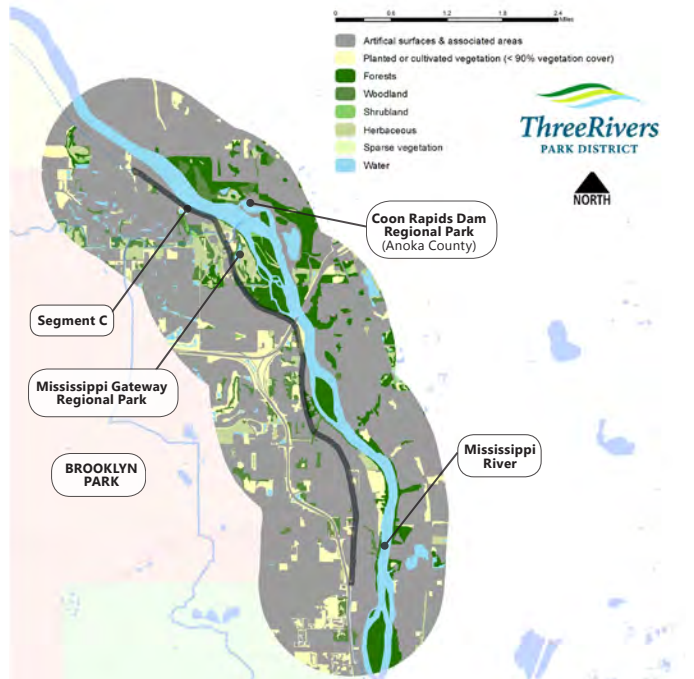 0 0.6 1.2 1.8 2.4
Miles
Artifical surfaces & associated areas
Planted or cultivated vegetation (< 90% vegetation cover)
Forests
Woodland
Shrubland
Herbaceous
Sparse vegetation
Water
ThreeRivers
PARK DISTRICT
NORTH
Coon Rapids Dam
Regional Park
(Anoka County)
Segment C
Mississippi Gateway
Regional Park
Mississippi
River
BROOKLYN
PARK